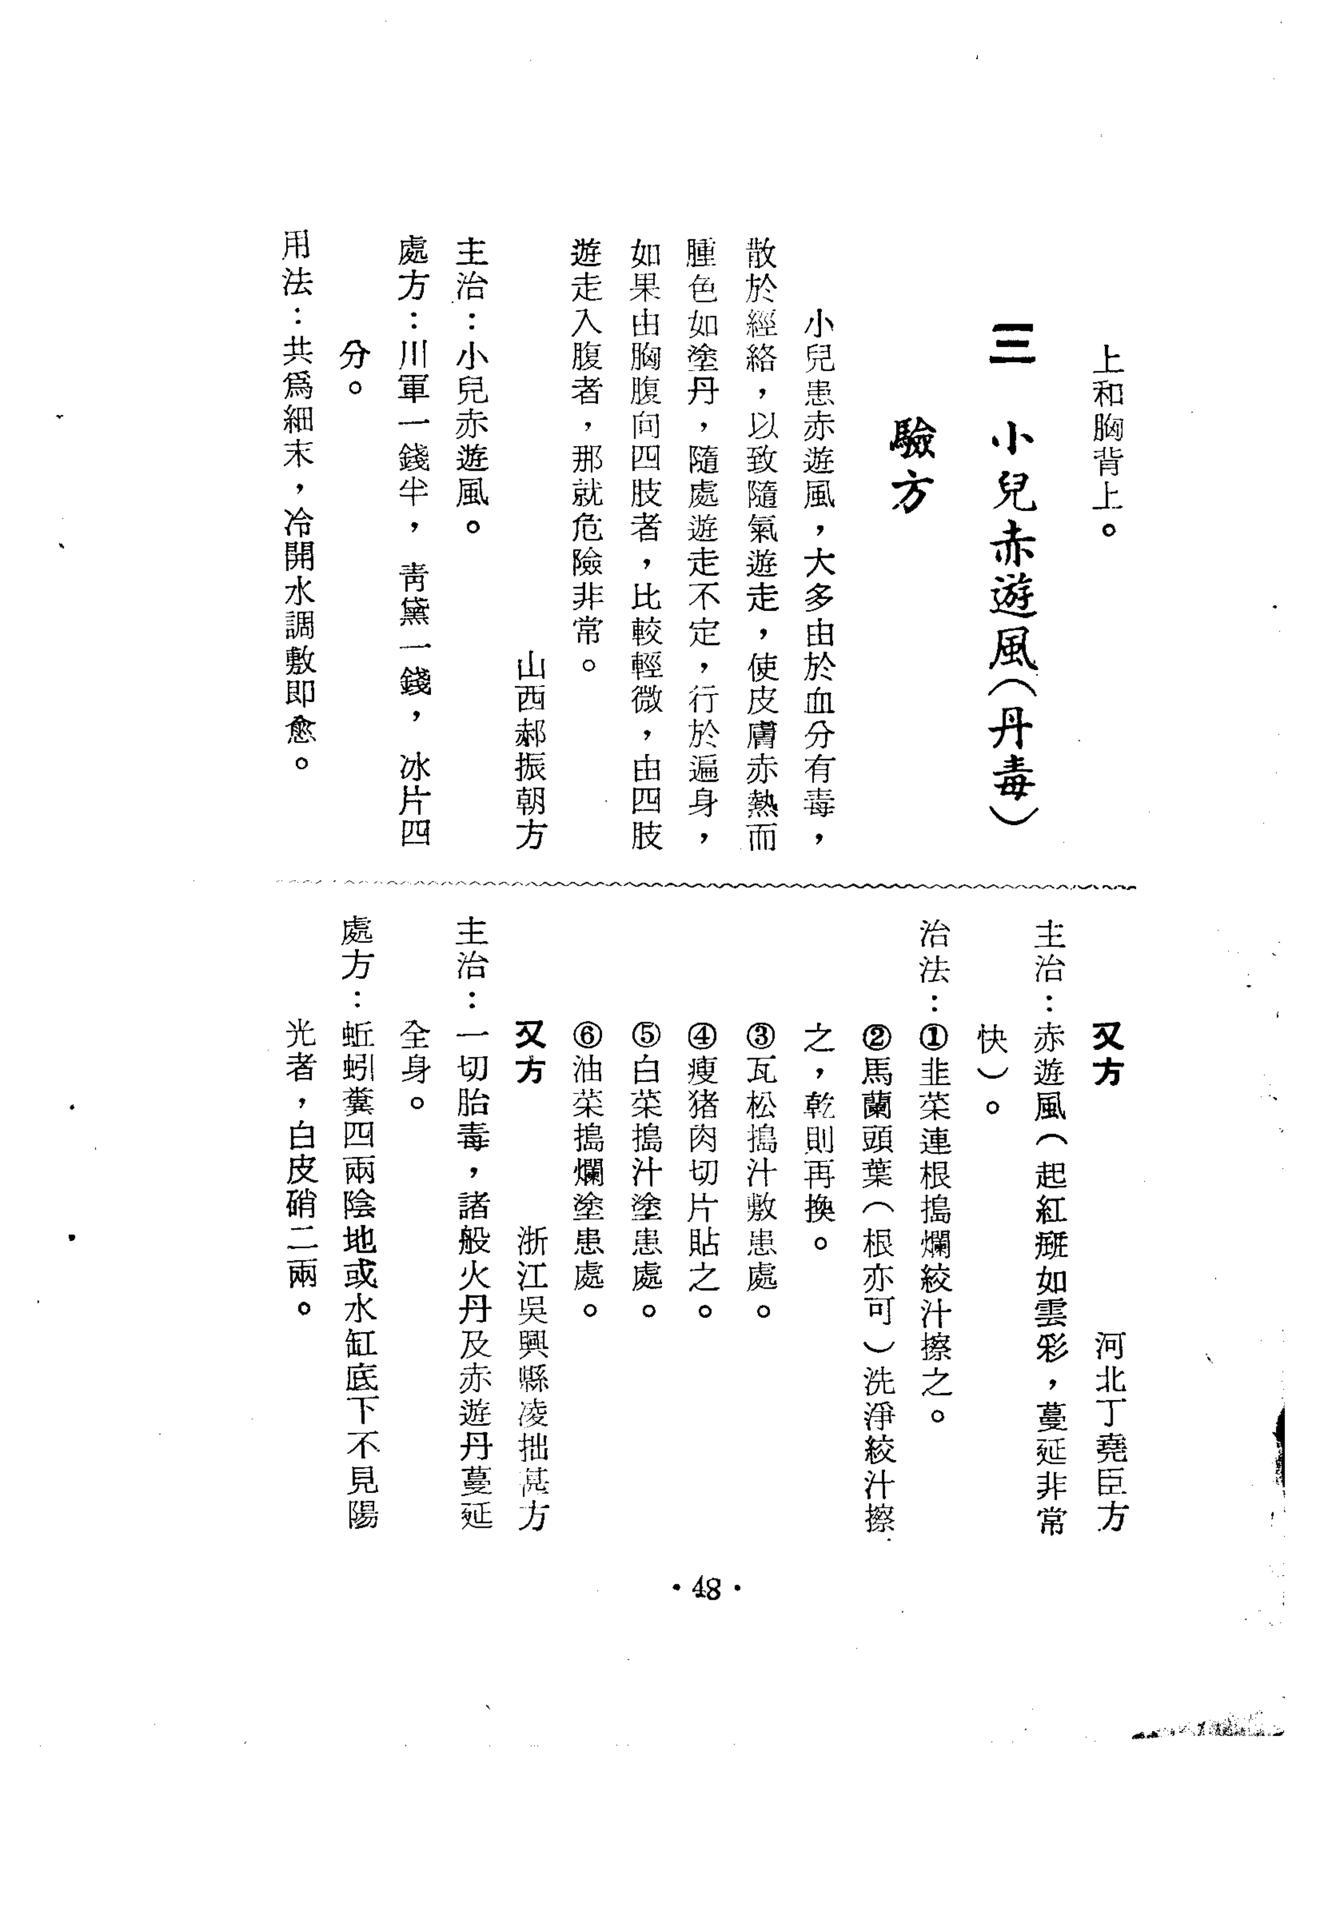 上和胸背上。
三　小兒赤遊風（丹毒）
驗方
小兒患赤遊風，大多由於血分有毒，
散於經絡，以致隨氣遊走，使皮膚赤熱而
腫色如塗丹，隨處遊走不定，行於遍身，
如果由胸腹向四肢者，比較輕微，由四肢
遊走入腹者，那就危險非常。
山西郝振朝方
主治：小兒赤遊風。
處方：川軍一錢半，靑黛一錢，冰片四
分。
用法：共爲細末，冷開水調敷即愈。
又方　河北丁堯臣方
主治：赤遊風（起紅斑如雲彩，蔓延非常
快）。
治法：①韭菜連根搗爛絞汁擦之。
②馬蘭頭葉（根亦可）洗淨絞汁擦
之，乾則再換。
③瓦松搗汁敷患處。
④瘦猪肉切片貼之。
⑤白菜搗汁塗患處。
⑥油菜搗爛塗患處。
又方　浙江吳興縣凌拙甚方
主治：一切胎毒，諸般火丹及赤遊丹蔓延
全身。
處方：蚯蚓糞四兩陰地或水缸底下不見陽
光者，白皮硝二兩。
·48·